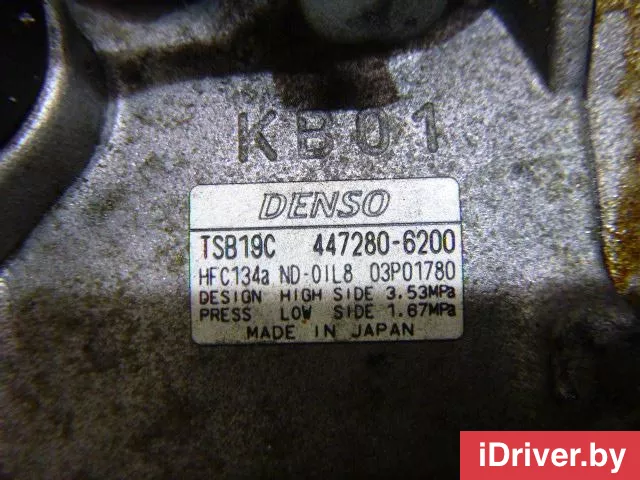 KB01
DENSO
TSB19C 447280-6200
HFC134a ND-OIL8 03P01780
DESIGN HIGH SIDE 3.53MPa
PRESS LOW SIDE 1.67MPa
MADE IN JAPAN
iDriver.by